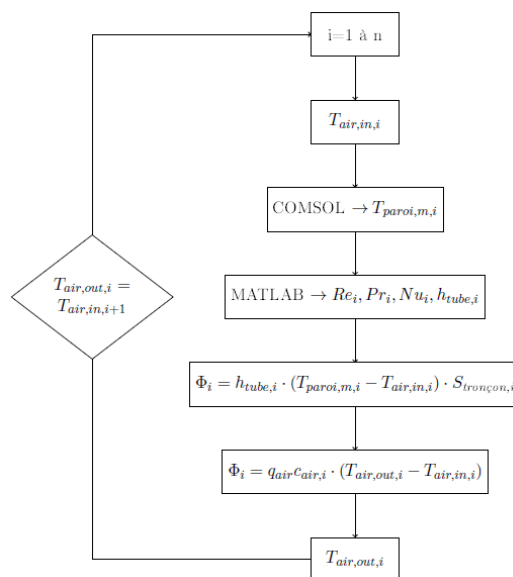 i=1 à n
T_{air,in,i}
COMSOL → T_{paroi,m,i}
MATLAB → Re_i, Pr_i, Nu_i, h_{tube,i}
Φ_i = h_{tube,i} · (T_{paroi,m,i} − T_{air,in,i}) · S_{tronçon,i}
Φ_i = q_{air} c_{air,i} · (T_{air,out,i} − T_{air,in,i})
T_{air,out,i}
T_{air,out,i} =
T_{air,in,i+1}